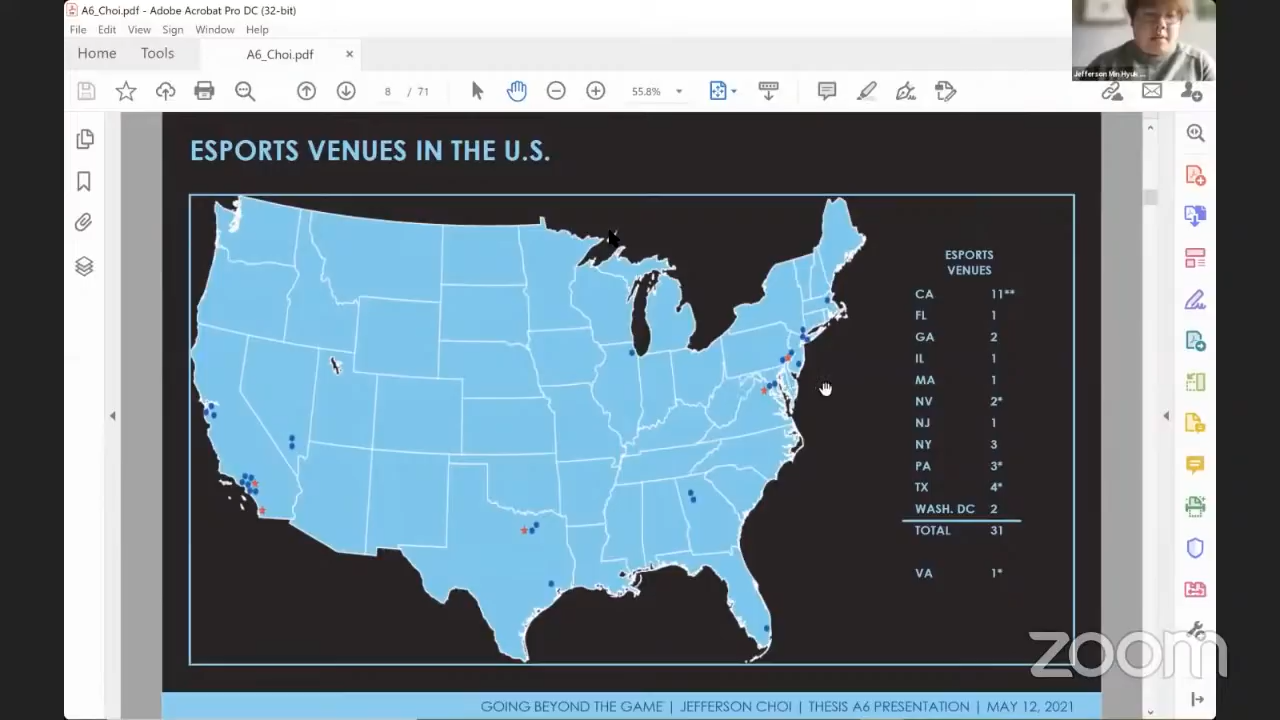 A6_Choi.pdf - Adobe Acrobat Pro DC (32-bit)
File Edit View Sign Window Help
Home Tools A6_Choi.pdf ×
8 / 71 55.8%
Jefferson Min Hyuk ...
ESPORTS VENUES IN THE U.S.
ESPORTS
VENUES
CA 11**
FL 1
GA 2
IL 1
MA 1
NV 2*
NJ 1
NY 3
PA 3*
TX 4*
WASH. DC 2
TOTAL 31
VA 1*
zoom
GOING BEYOND THE GAME | JEFFERSON CHOI | THESIS A6 PRESENTATION | MAY 12, 2021